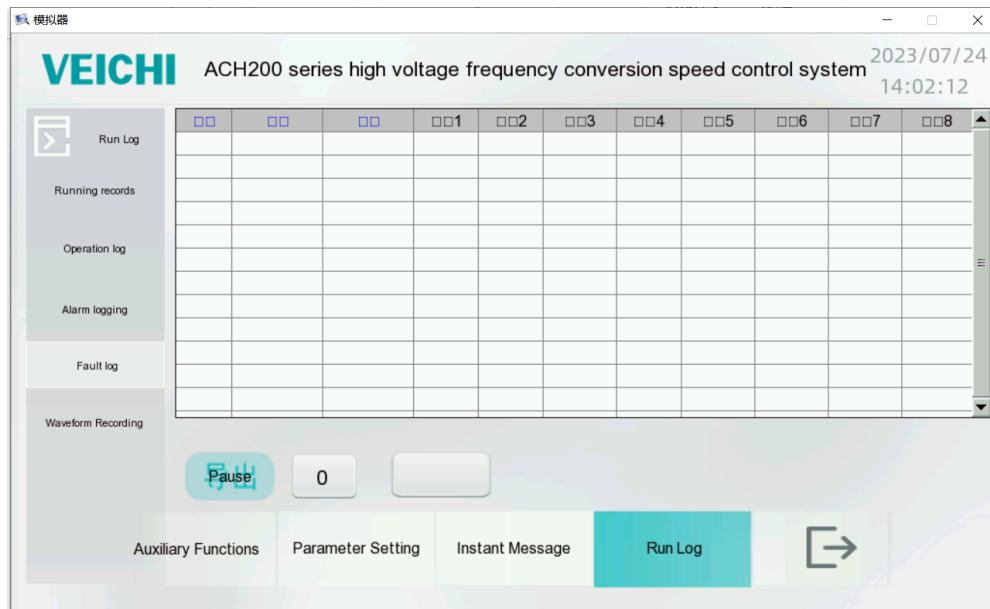 模拟器
VEICHI
ACH200 series high voltage frequency conversion speed control system
2023/07/24
14:02:12
□□ □□ □□ □□1 □□2 □□3 □□4 □□5 □□6 □□7 □□8
Run Log
Running records
Operation log
Alarm logging
Fault log
Waveform Recording
导出
Pause
0
Auxiliary Functions
Parameter Setting
Instant Message
Run Log